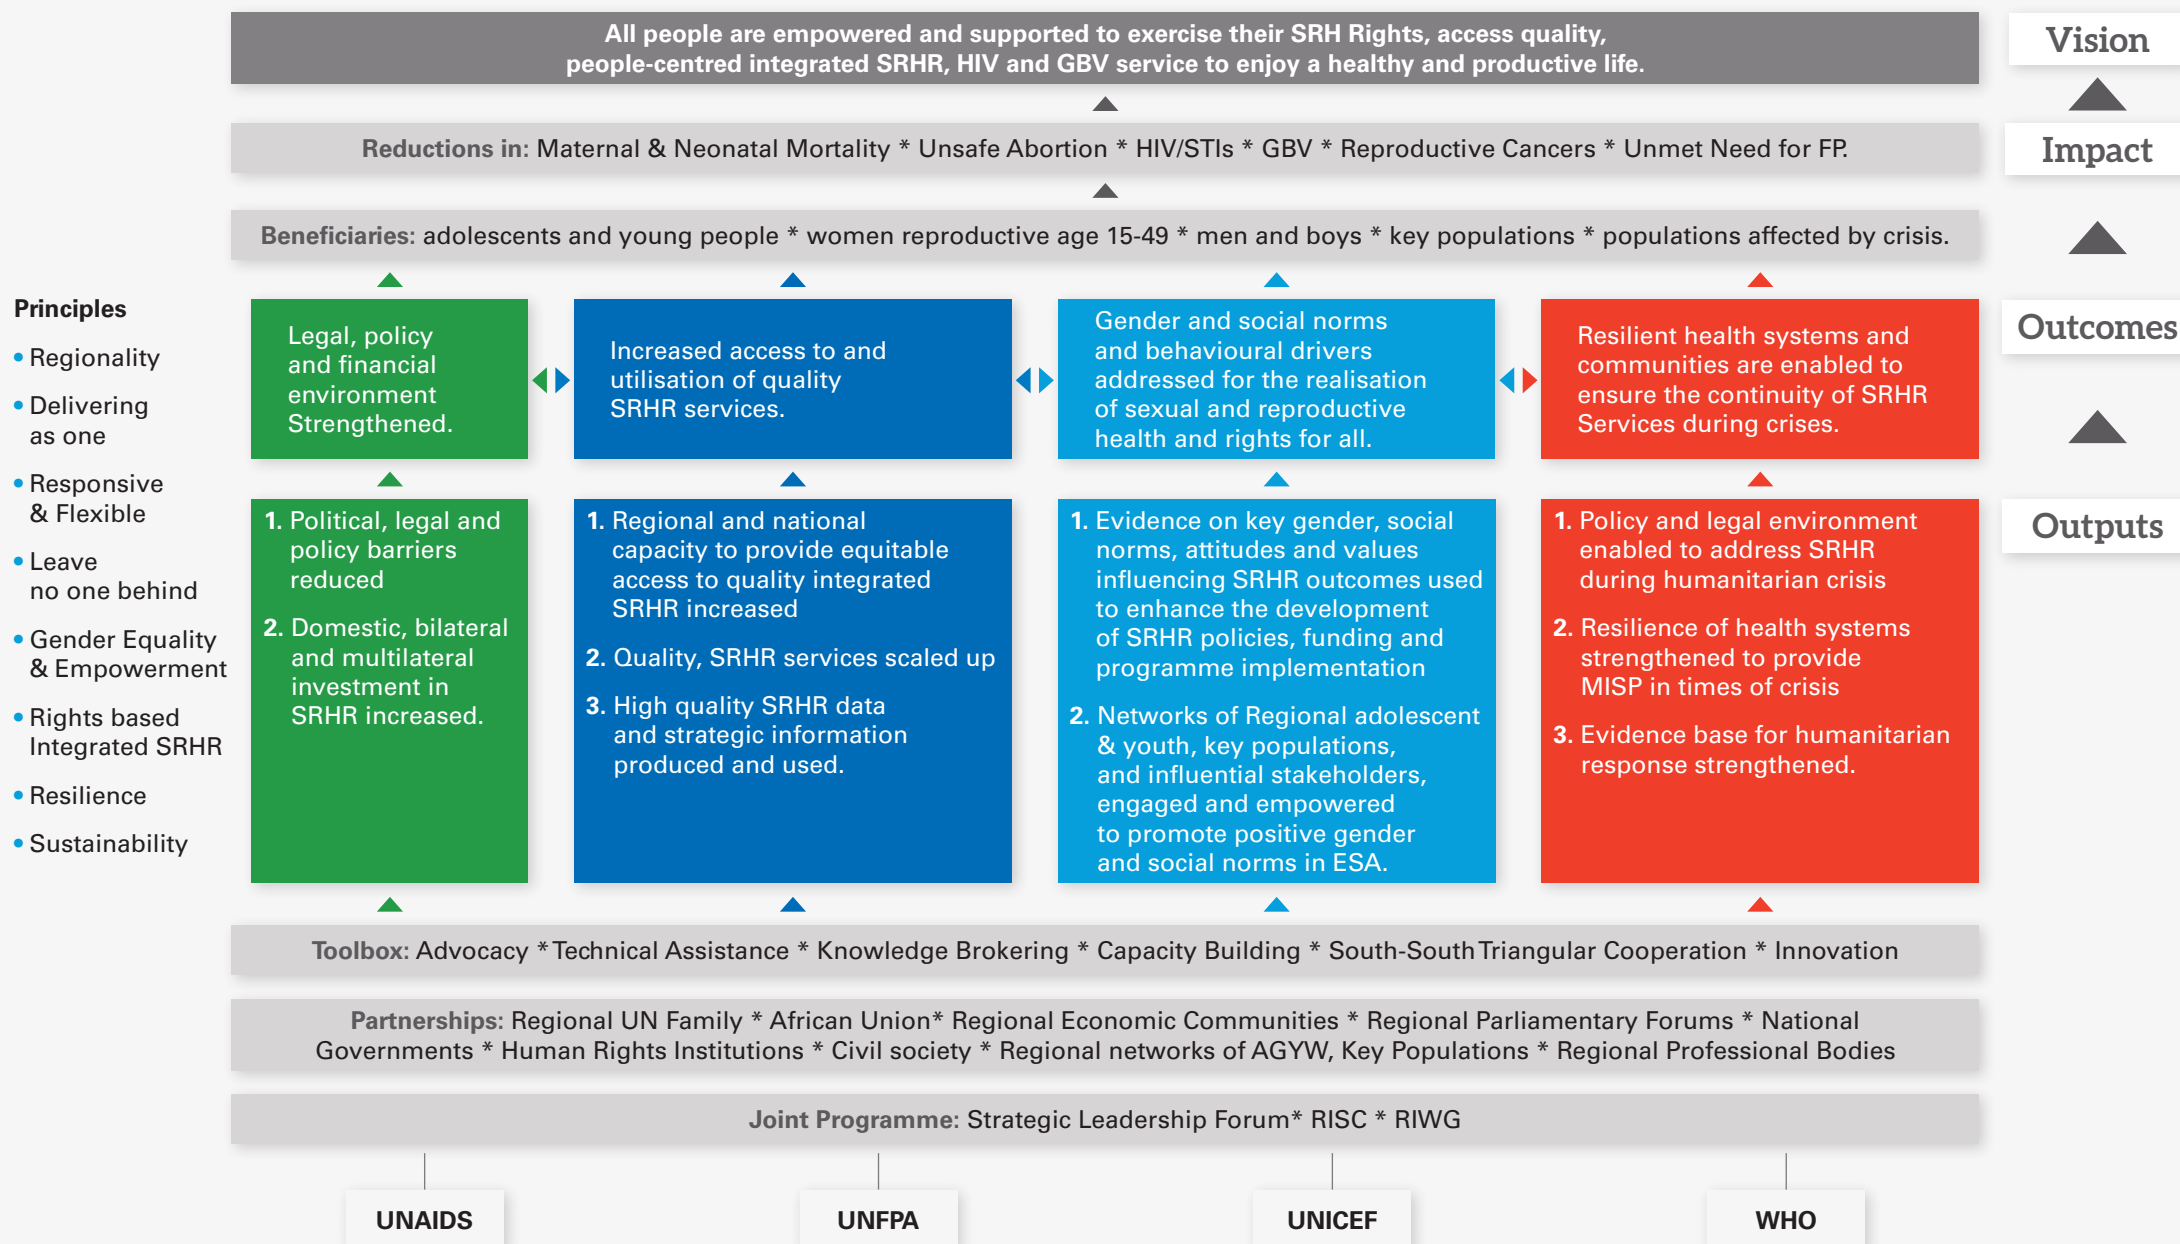 All people are empowered and supported to exercise their SRH Rights, access quality,
people-centred integrated SRHR, HIV and GBV service to enjoy a healthy and productive life.
Vision
Reductions in: Maternal & Neonatal Mortality * Unsafe Abortion * HIV/STIs * GBV * Reproductive Cancers * Unmet Need for FP.
Impact
Beneficiaries: adolescents and young people * women reproductive age 15-49 * men and boys * key populations * populations affected by crisis.
Principles
• Regionality
• Delivering
as one
• Responsive
& Flexible
• Leave
no one behind
• Gender Equality
& Empowerment
• Rights based
Integrated SRHR
• Resilience
• Sustainability
Legal, policy
and financial
environment
Strengthened.
Increased access to and
utilisation of quality
SRHR services.
Gender and social norms
and behavioural drivers
addressed for the realisation
of sexual and reproductive
health and rights for all.
Resilient health systems and
communities are enabled to
ensure the continuity of SRHR
Services during crises.
Outcomes
1. Political, legal and
policy barriers
reduced
2. Domestic, bilateral
and multilateral
investment in
SRHR increased.
1. Regional and national
capacity to provide equitable
access to quality integrated
SRHR increased
2. Quality, SRHR services scaled up
3. High quality SRHR data
and strategic information
produced and used.
1. Evidence on key gender, social
norms, attitudes and values
influencing SRHR outcomes used
to enhance the development
of SRHR policies, funding and
programme implementation
2. Networks of Regional adolescent
& youth, key populations,
and influential stakeholders,
engaged and empowered
to promote positive gender
and social norms in ESA.
1. Policy and legal environment
enabled to address SRHR
during humanitarian crisis
2. Resilience of health systems
strengthened to provide
MISP in times of crisis
3. Evidence base for humanitarian
response strengthened.
Outputs
Toolbox: Advocacy * Technical Assistance * Knowledge Brokering * Capacity Building * South-South Triangular Cooperation * Innovation
Partnerships: Regional UN Family * African Union* Regional Economic Communities * Regional Parliamentary Forums * National
Governments * Human Rights Institutions * Civil society * Regional networks of AGYW, Key Populations * Regional Professional Bodies
Joint Programme: Strategic Leadership Forum* RISC * RIWG
UNAIDS
UNFPA
UNICEF
WHO